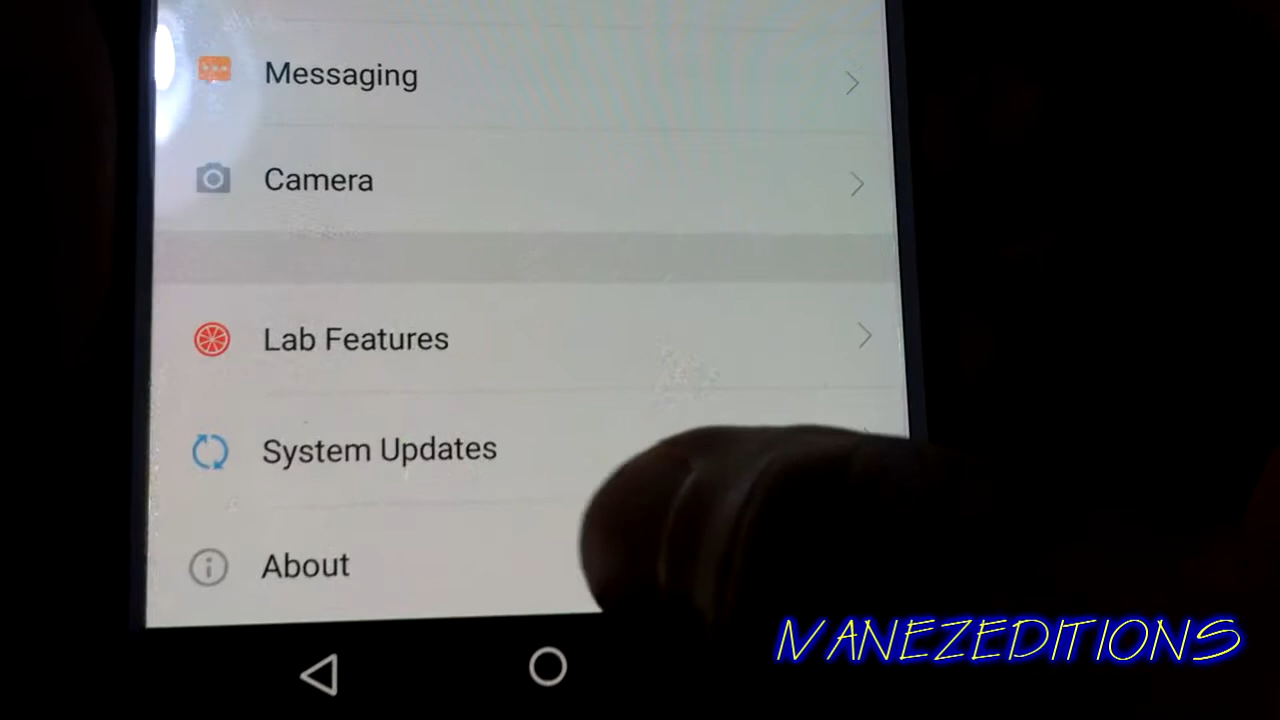 Messaging
Camera
Lab Features
System Updates
About
IVANEZEDITIONS